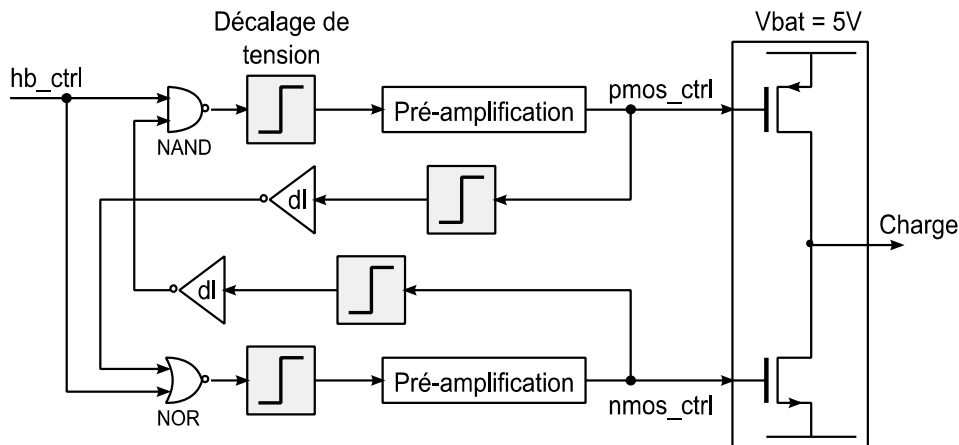 Décalage de
tension
Vbat = 5V
hb_ctrl
NAND
Pré-amplification
pmos_ctrl
dl
Charge
dl
NOR
Pré-amplification
nmos_ctrl